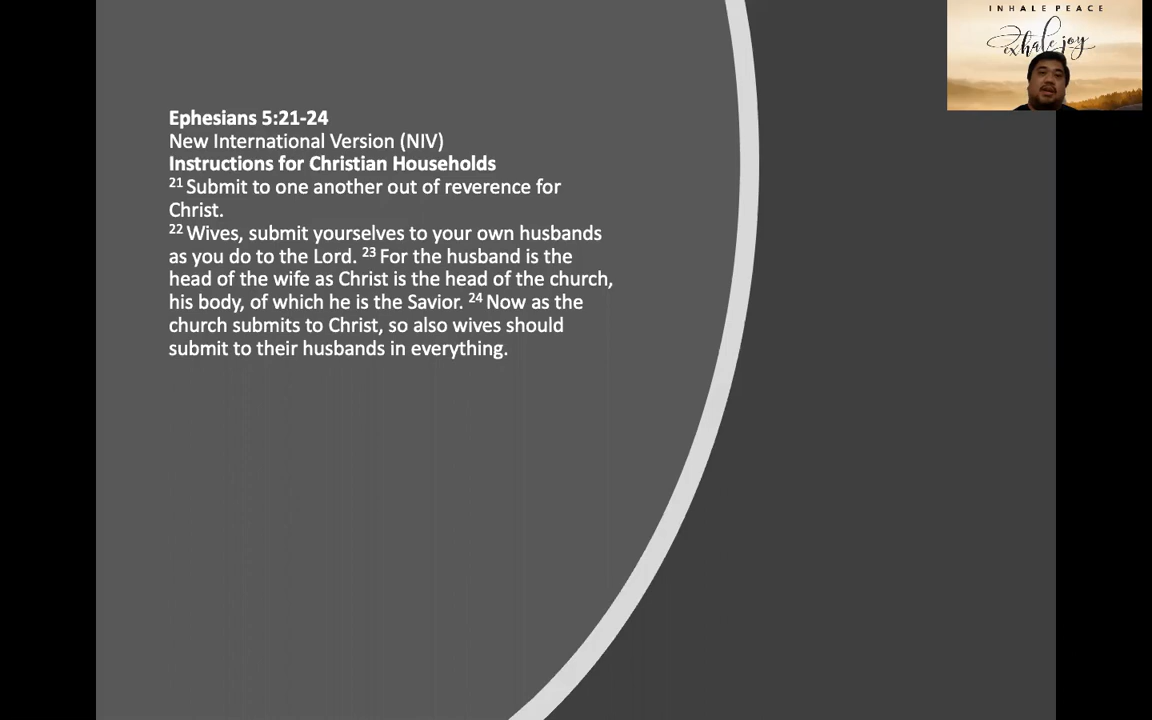 INHALE PEACE
exhale joy
Ephesians 5:21-24
New International Version (NIV)
Instructions for Christian Households
21 Submit to one another out of reverence for
Christ.
22 Wives, submit yourselves to your own husbands
as you do to the Lord. 23 For the husband is the
head of the wife as Christ is the head of the church,
his body, of which he is the Savior. 24 Now as the
church submits to Christ, so also wives should
submit to their husbands in everything.